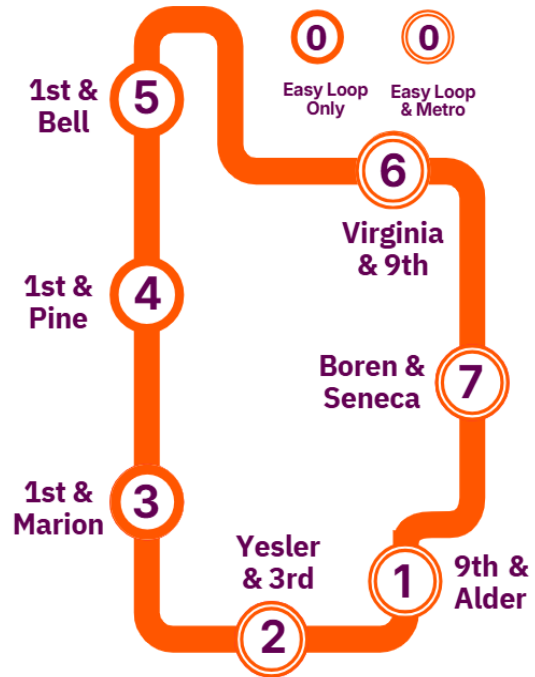 0
0
Easy Loop
Only
Easy Loop
& Metro
5
1st &
Bell
6
Virginia
& 9th
4
1st &
Pine
Boren &
Seneca
7
3
1st &
Marion
Yesler
& 3rd
1
9th &
Alder
2